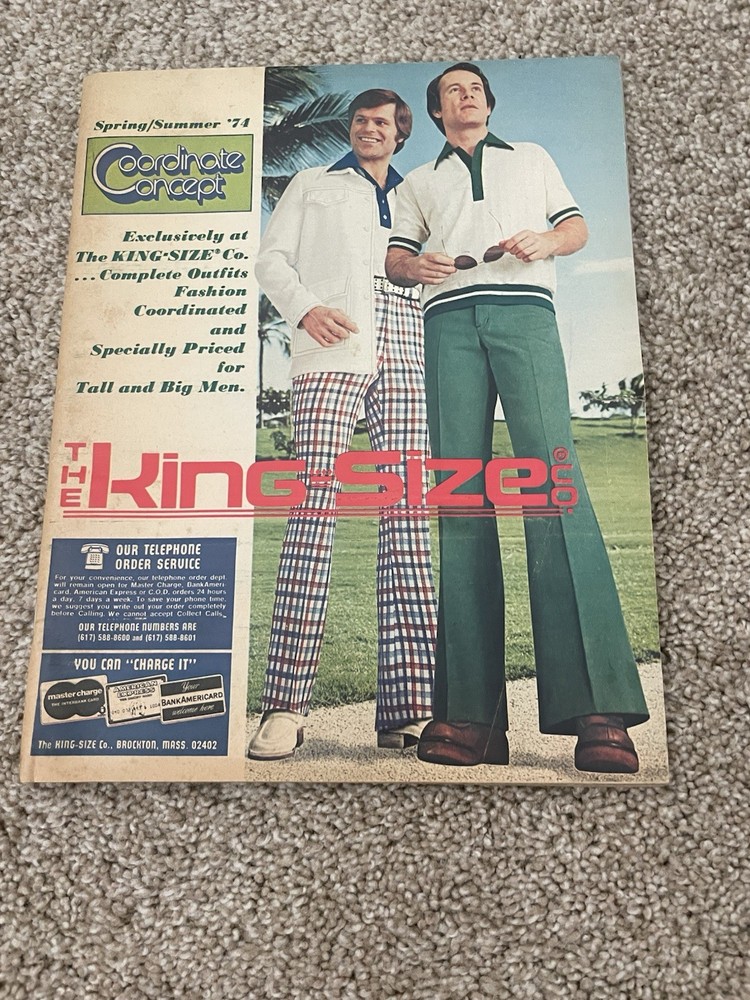 Spring/Summer '74
Coordinate
Concept
Exclusively at
The KING-SIZE® Co.
...Complete Outfits
Fashion
Coordinated
and
Specially Priced
for
Tall and Big Men.
THE King-Size CO.®
OUR TELEPHONE
ORDER SERVICE
For your convenience, our telephone order dept.
will remain open for Master Charge, BankAmeri-
card, American Express or C.O.D. orders 24 hours
a day, 7 days a week. To save your phone time,
we suggest you write out your order completely
before Calling. We cannot accept Collect Calls.
OUR TELEPHONE NUMBERS ARE
(617) 588-8600 and (617) 588-8601
YOU CAN "CHARGE IT"
master charge
THE INTERBANK CARD
AMERICAN
EXPRESS
Your
BANKAMERICARD
welcome here
The KING-SIZE Co., BROCKTON, MASS. 02402